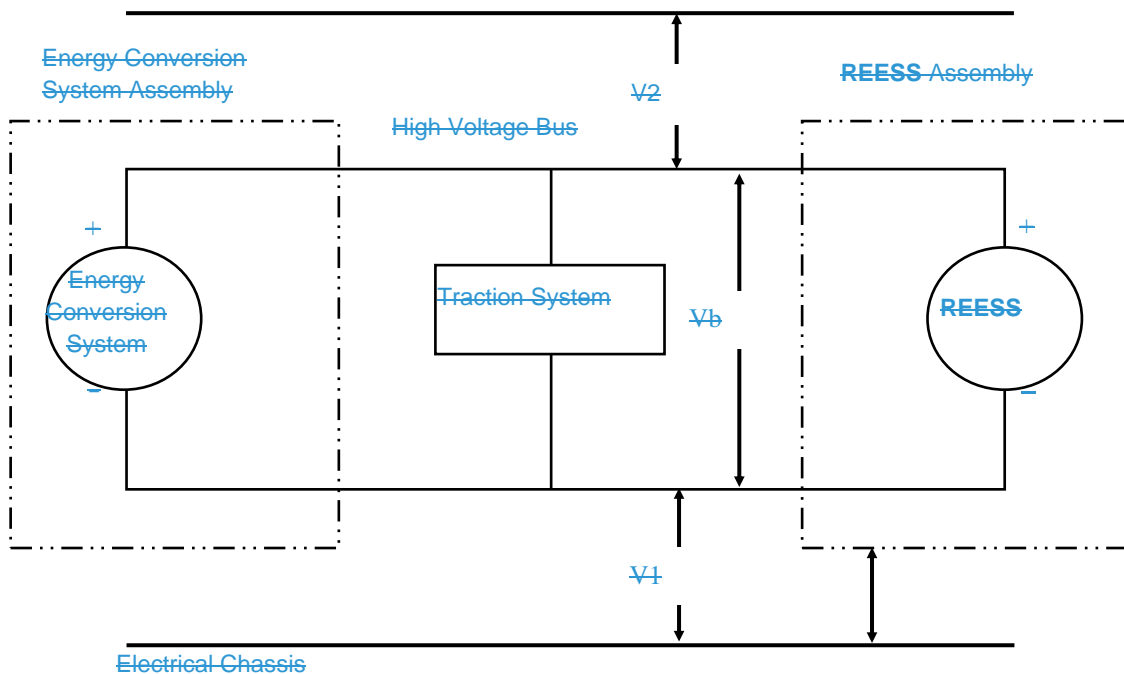 Energy Conversion
System Assembly
REESS Assembly
V2
High Voltage Bus
+
+
Energy
Conversion
System
Traction System
Vb
REESS
-
-
V1
Electrical Chassis